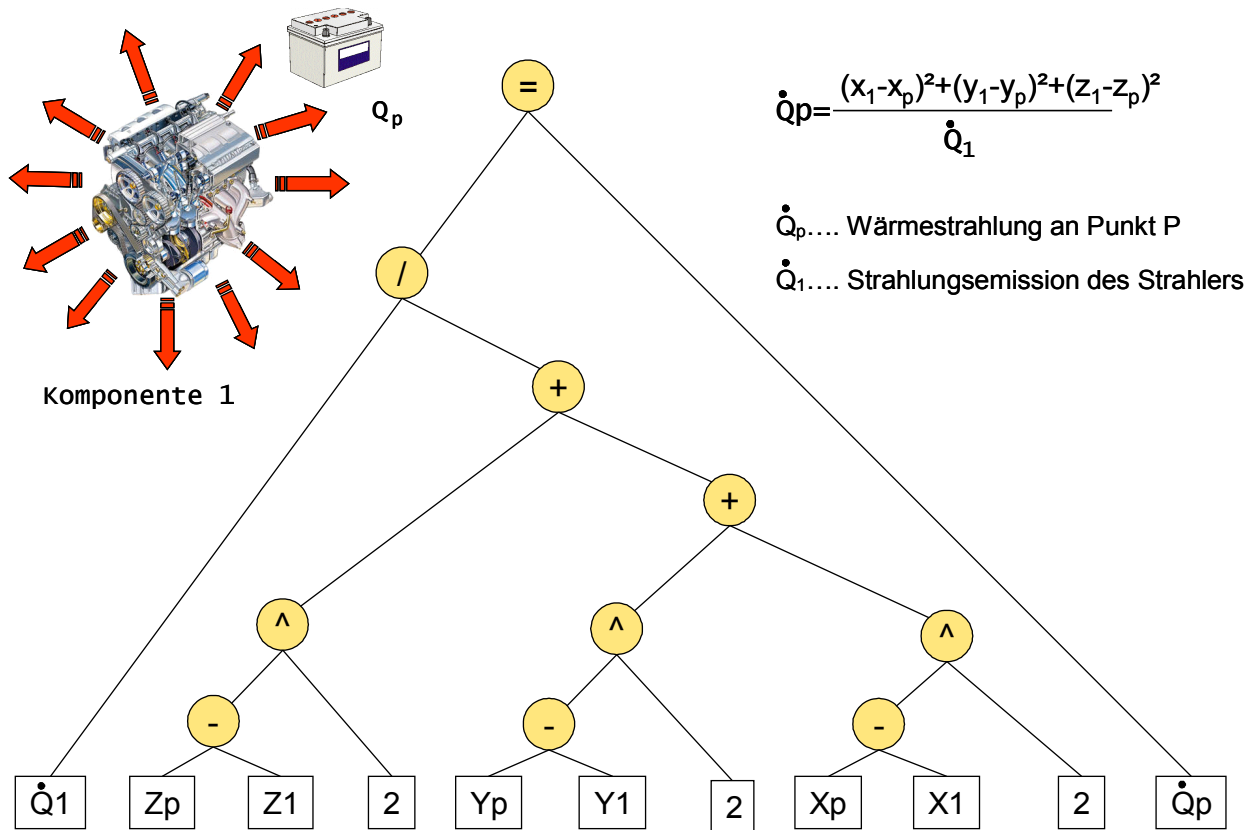 Qp
Komponente 1
=
/
+
+
^
^
^
-
-
-
Q̇1
Zp
Z1
2
Yp
Y1
2
Xp
X1
2
Q̇p
Q̇p=
(x₁-xₚ)²+(y₁-yₚ)²+(z₁-zₚ)²
Q̇₁
Q̇ₚ.... Wärmestrahlung an Punkt P
Q̇₁.... Strahlungsemission des Strahlers